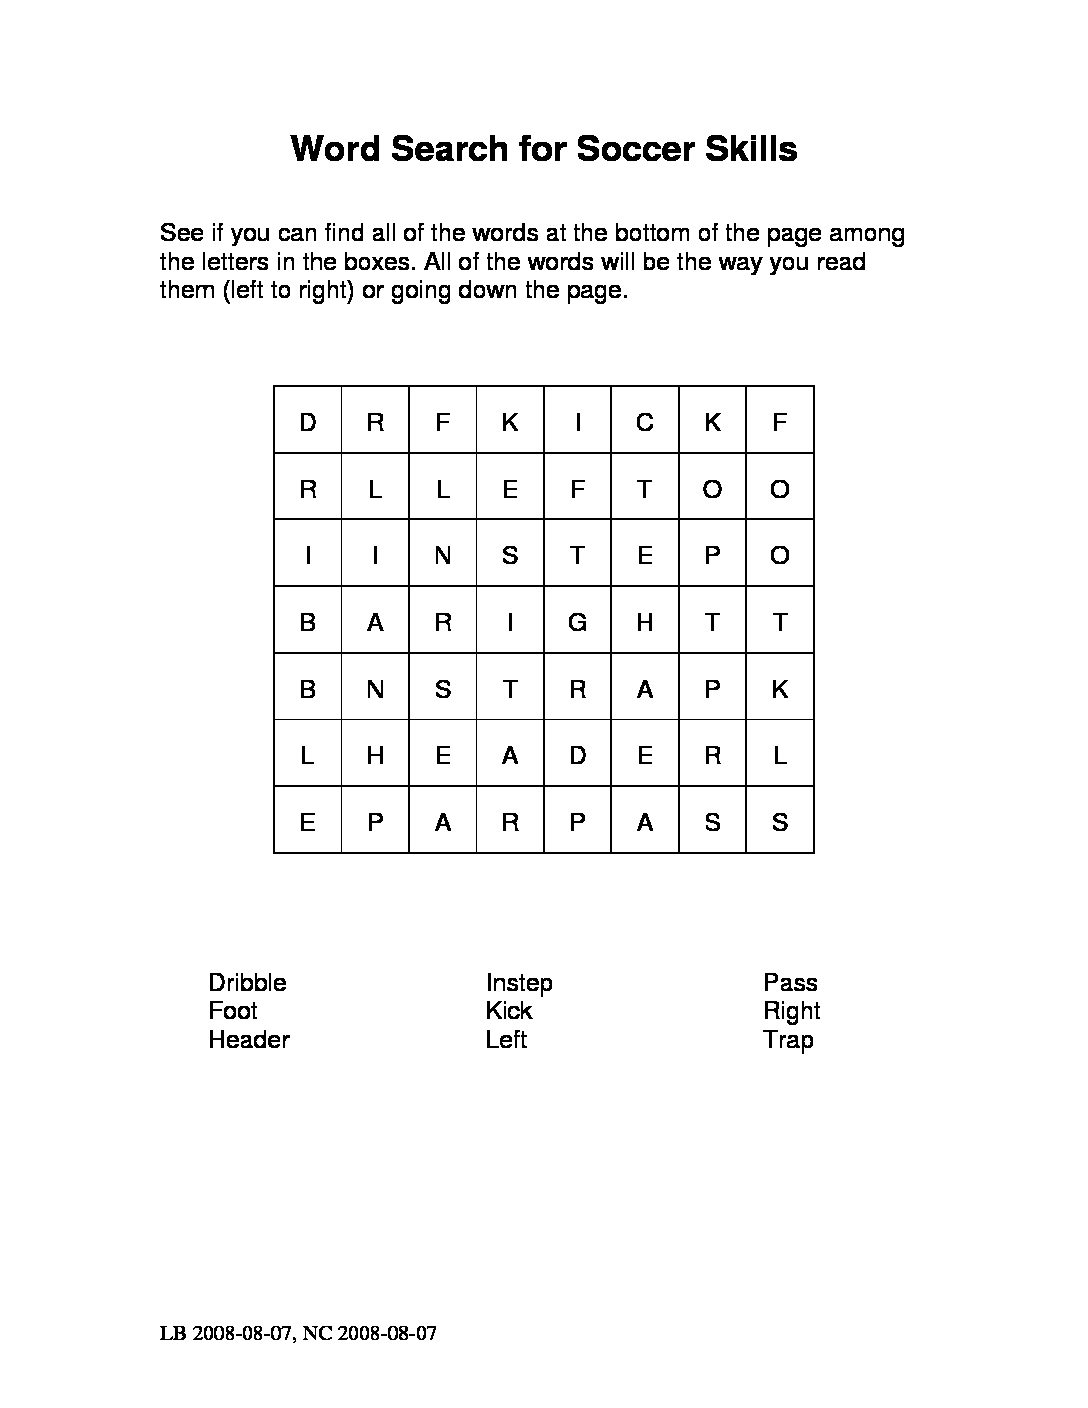 Word Search for Soccer Skills
See if you can find all of the words at the bottom of the page among
the letters in the boxes. All of the words will be the way you read
them (left to right) or going down the page.
D R F K I C K F
R L L E F T O O
I I N S T E P O
B A R I G H T T
B N S T R A P K
L H E A D E R L
E P A R P A S S
Dribble Instep Pass
Foot Kick Right
Header Left Trap
LB 2008-08-07, NC 2008-08-07